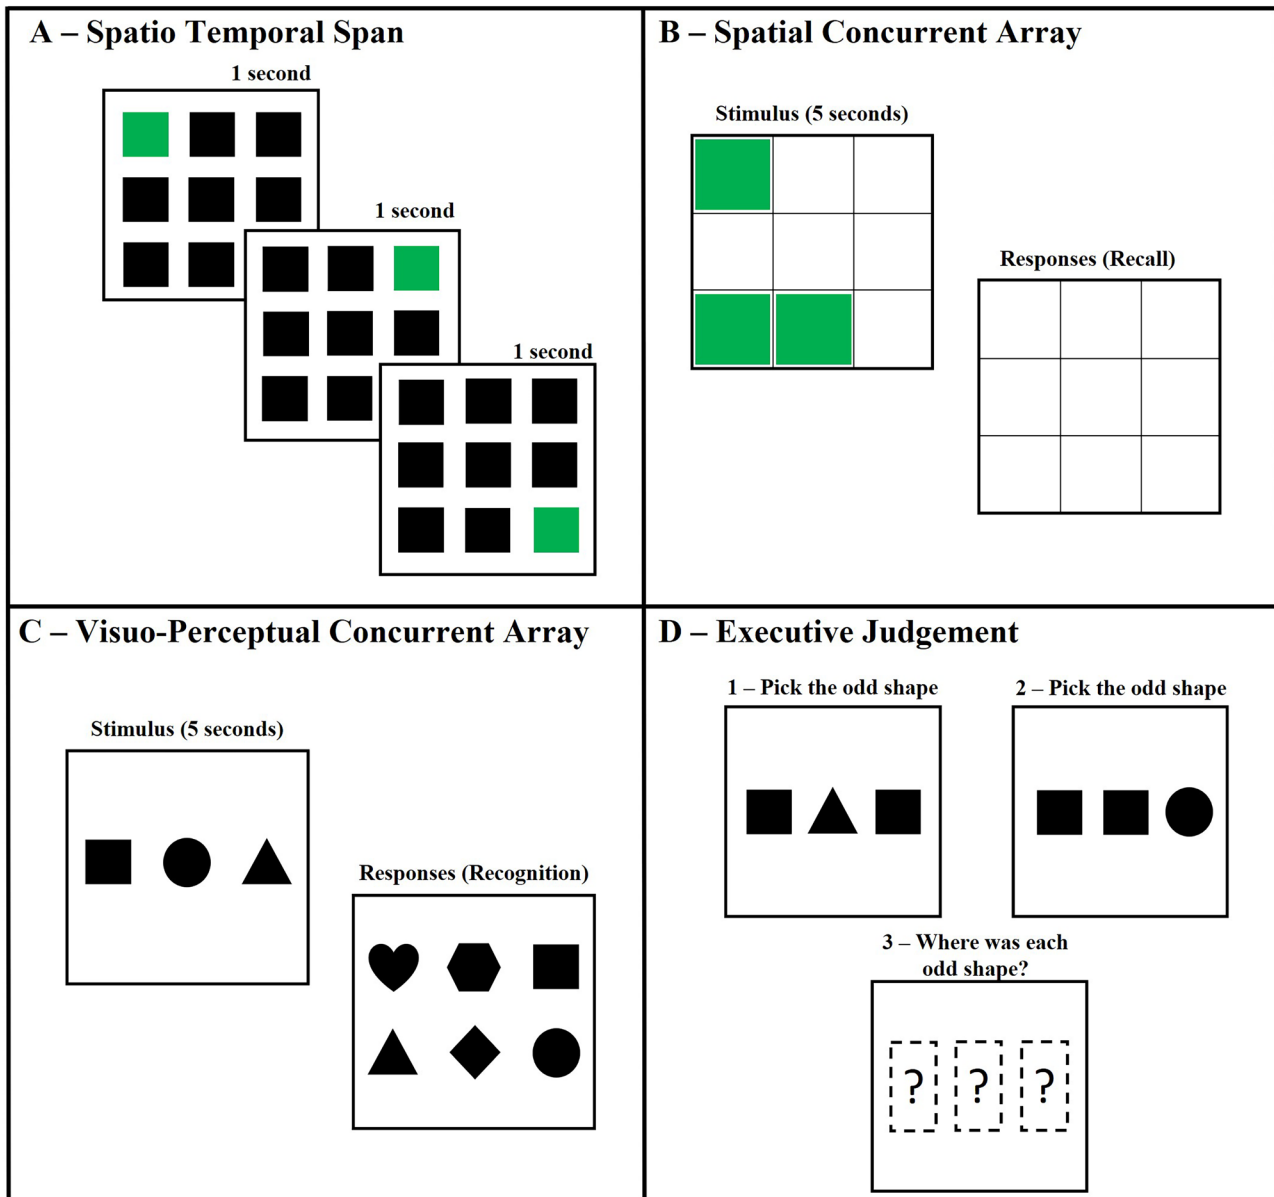 A – Spatio Temporal Span
1 second
1 second
1 second
B – Spatial Concurrent Array
Stimulus (5 seconds)
Responses (Recall)
C – Visuo-Perceptual Concurrent Array
Stimulus (5 seconds)
Responses (Recognition)
D – Executive Judgement
1 – Pick the odd shape
2 – Pick the odd shape
3 – Where was each
odd shape?
? ? ?